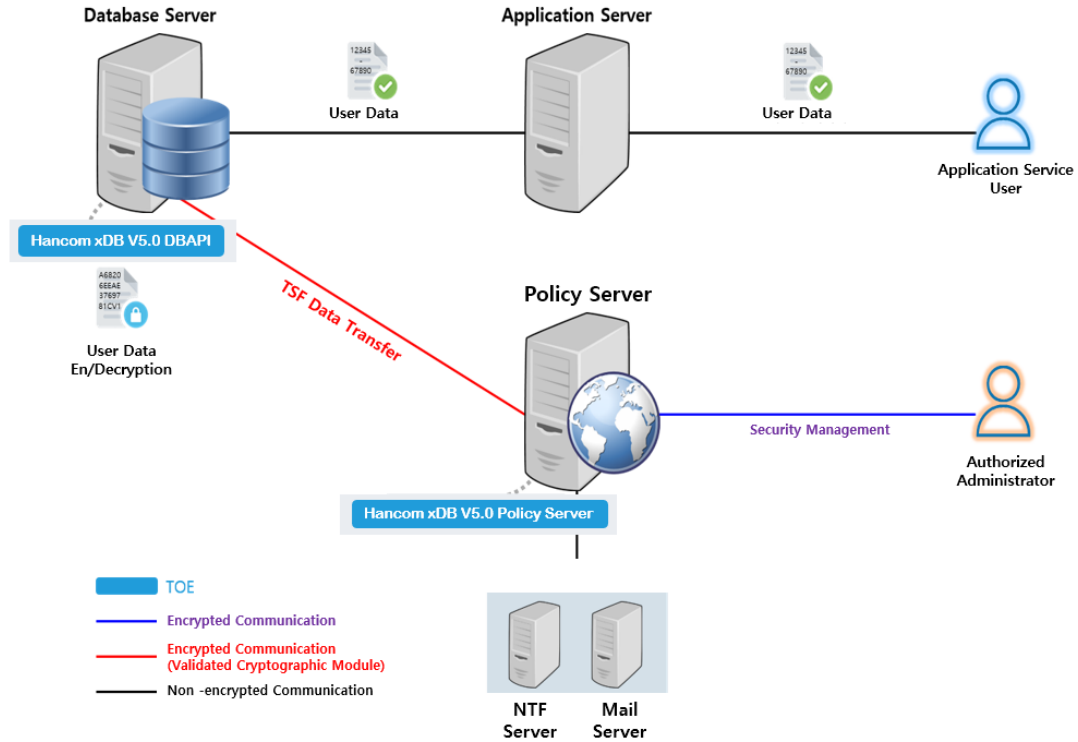 Database Server
Application Server
12345
-
67890
User Data
12345
-
67890
User Data
Application Service
User
Hancom xDB V5.0 DBAPI
A6820
6EEAE
37697
81CV1
User Data
En/Decryption
TSF Data Transfer
Policy Server
Security Management
Authorized
Administrator
Hancom xDB V5.0 Policy Server
TOE
Encrypted Communication
Encrypted Communication
(Validated Cryptographic Module)
Non -encrypted Communication
NTF
Server
Mail
Server